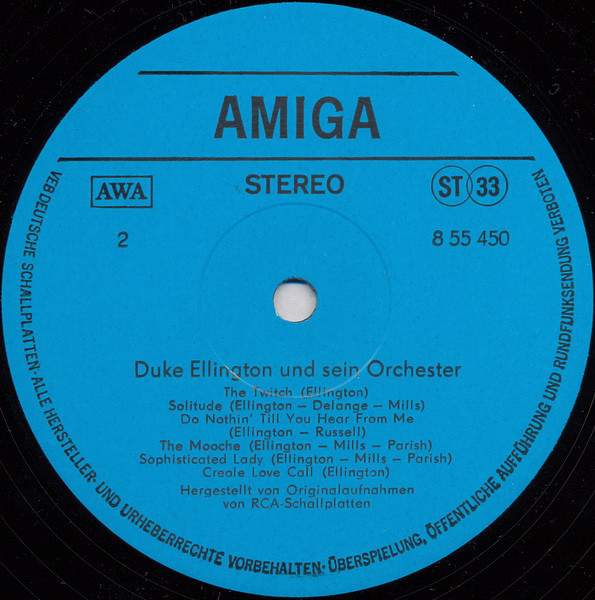 AMIGA
AWA
STEREO
ST 33
2
8 55 450
Duke Ellington und sein Orchester
The Twitch (Ellington)
Solitude (Ellington – Delange – Mills)
Do Nothin' Till You Hear From Me
(Ellington – Russell)
The Mooche (Ellington – Mills – Parish)
Sophisticated Lady (Ellington – Mills – Parish)
Creole Love Call (Ellington)
Hergestellt von Originalaufnahmen
von RCA-Schallplatten
VEB DEUTSCHE SCHALLPLATTEN · ALLE HERSTELLER- UND URHEBERRECHTE VORBEHALTEN · ÜBERSPIELUNG, ÖFFENTLICHE AUFFÜHRUNG UND RUNDFUNKSENDUNG VERBOTEN